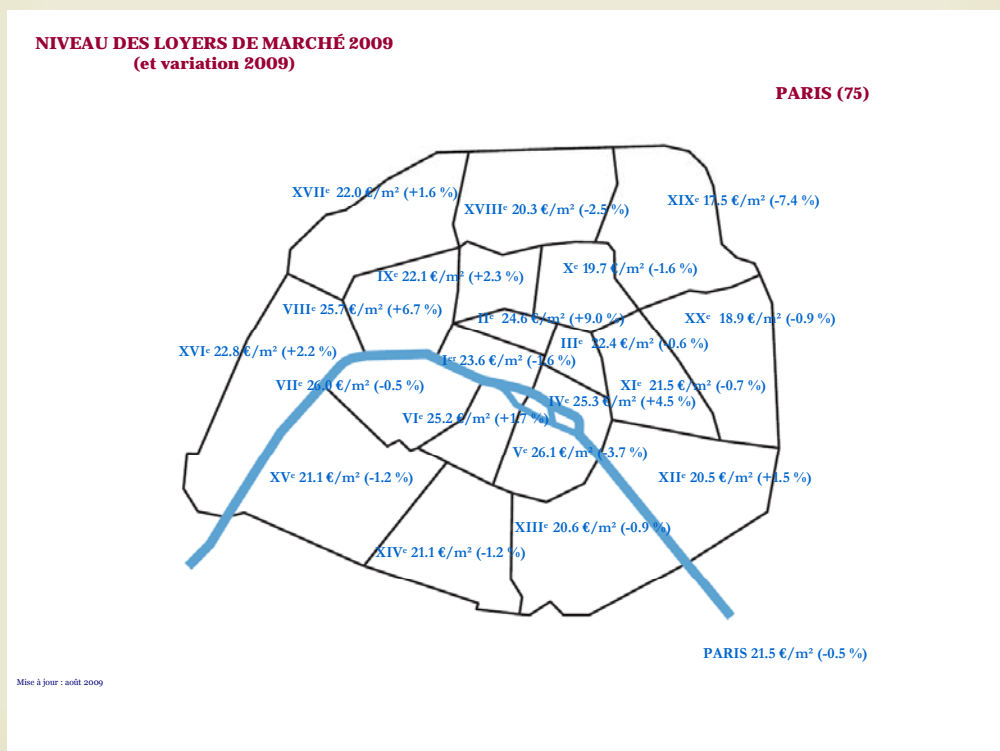 NIVEAU DES LOYERS DE MARCHÉ 2009
(et variation 2009)
PARIS (75)
XVIIᵉ 22.0 €/m² (+1.6 %)
XVIIIᵉ 20.3 €/m² (-2.5 %)
XIXᵉ 17.5 €/m² (-7.4 %)
IXᵉ 22.1 €/m² (+2.3 %)
Xᵉ 19.7 €/m² (-1.6 %)
VIIIᵉ 25.7 €/m² (+6.7 %)
IIᵉ 24.6 €/m² (+9.0 %)
XXᵉ 18.9 €/m² (-0.9 %)
XVIᵉ 22.8 €/m² (+2.2 %)
Iᵉʳ 23.6 €/m² (-1.6 %)
IIIᵉ 22.4 €/m² (-0.6 %)
VIIᵉ 26.0 €/m² (-0.5 %)
XIᵉ 21.5 €/m² (-0.7 %)
IVᵉ 25.3 €/m² (+4.5 %)
VIᵉ 25.2 €/m² (+1.7 %)
Vᵉ 26.1 €/m² (-3.7 %)
XVᵉ 21.1 €/m² (-1.2 %)
XIIᵉ 20.5 €/m² (+1.5 %)
XIIIᵉ 20.6 €/m² (-0.9 %)
XIVᵉ 21.1 €/m² (-1.2 %)
PARIS 21.5 €/m² (-0.5 %)
Mise à jour : août 2009